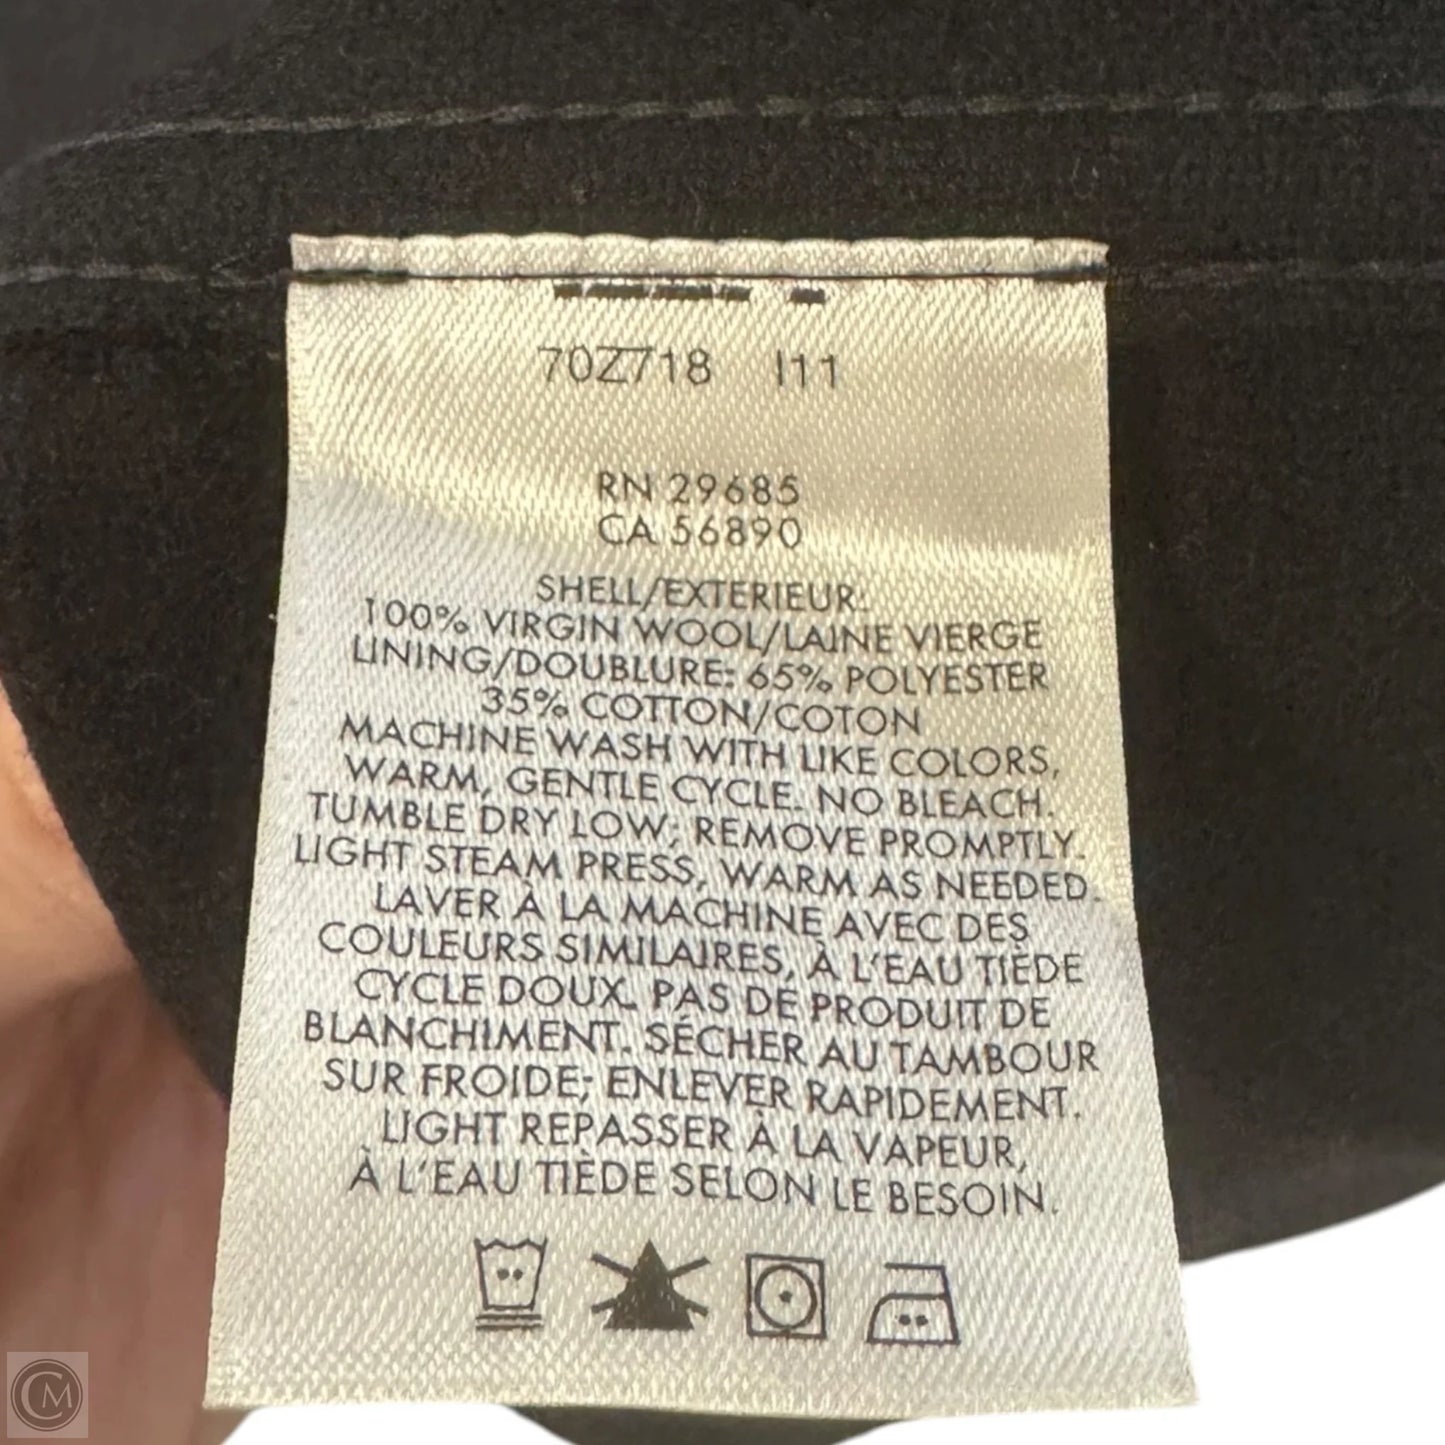 70Z718 I11
RN 29685
CA 56890
SHELL/EXTERIEUR:
100% VIRGIN WOOL/LAINE VIERGE
LINING/DOUBLURE: 65% POLYESTER
35% COTTON/COTON
MACHINE WASH WITH LIKE COLORS,
WARM, GENTLE CYCLE. NO BLEACH.
TUMBLE DRY LOW; REMOVE PROMPTLY.
LIGHT STEAM PRESS, WARM AS NEEDED.
LAVER À LA MACHINE AVEC DES
COULEURS SIMILAIRES, À L'EAU TIÈDE
CYCLE DOUX. PAS DE PRODUIT DE
BLANCHIMENT. SÉCHER AU TAMBOUR
SUR FROIDE; ENLEVER RAPIDEMENT.
LIGHT REPASSER À LA VAPEUR,
À L'EAU TIÈDE SELON LE BESOIN.
CM